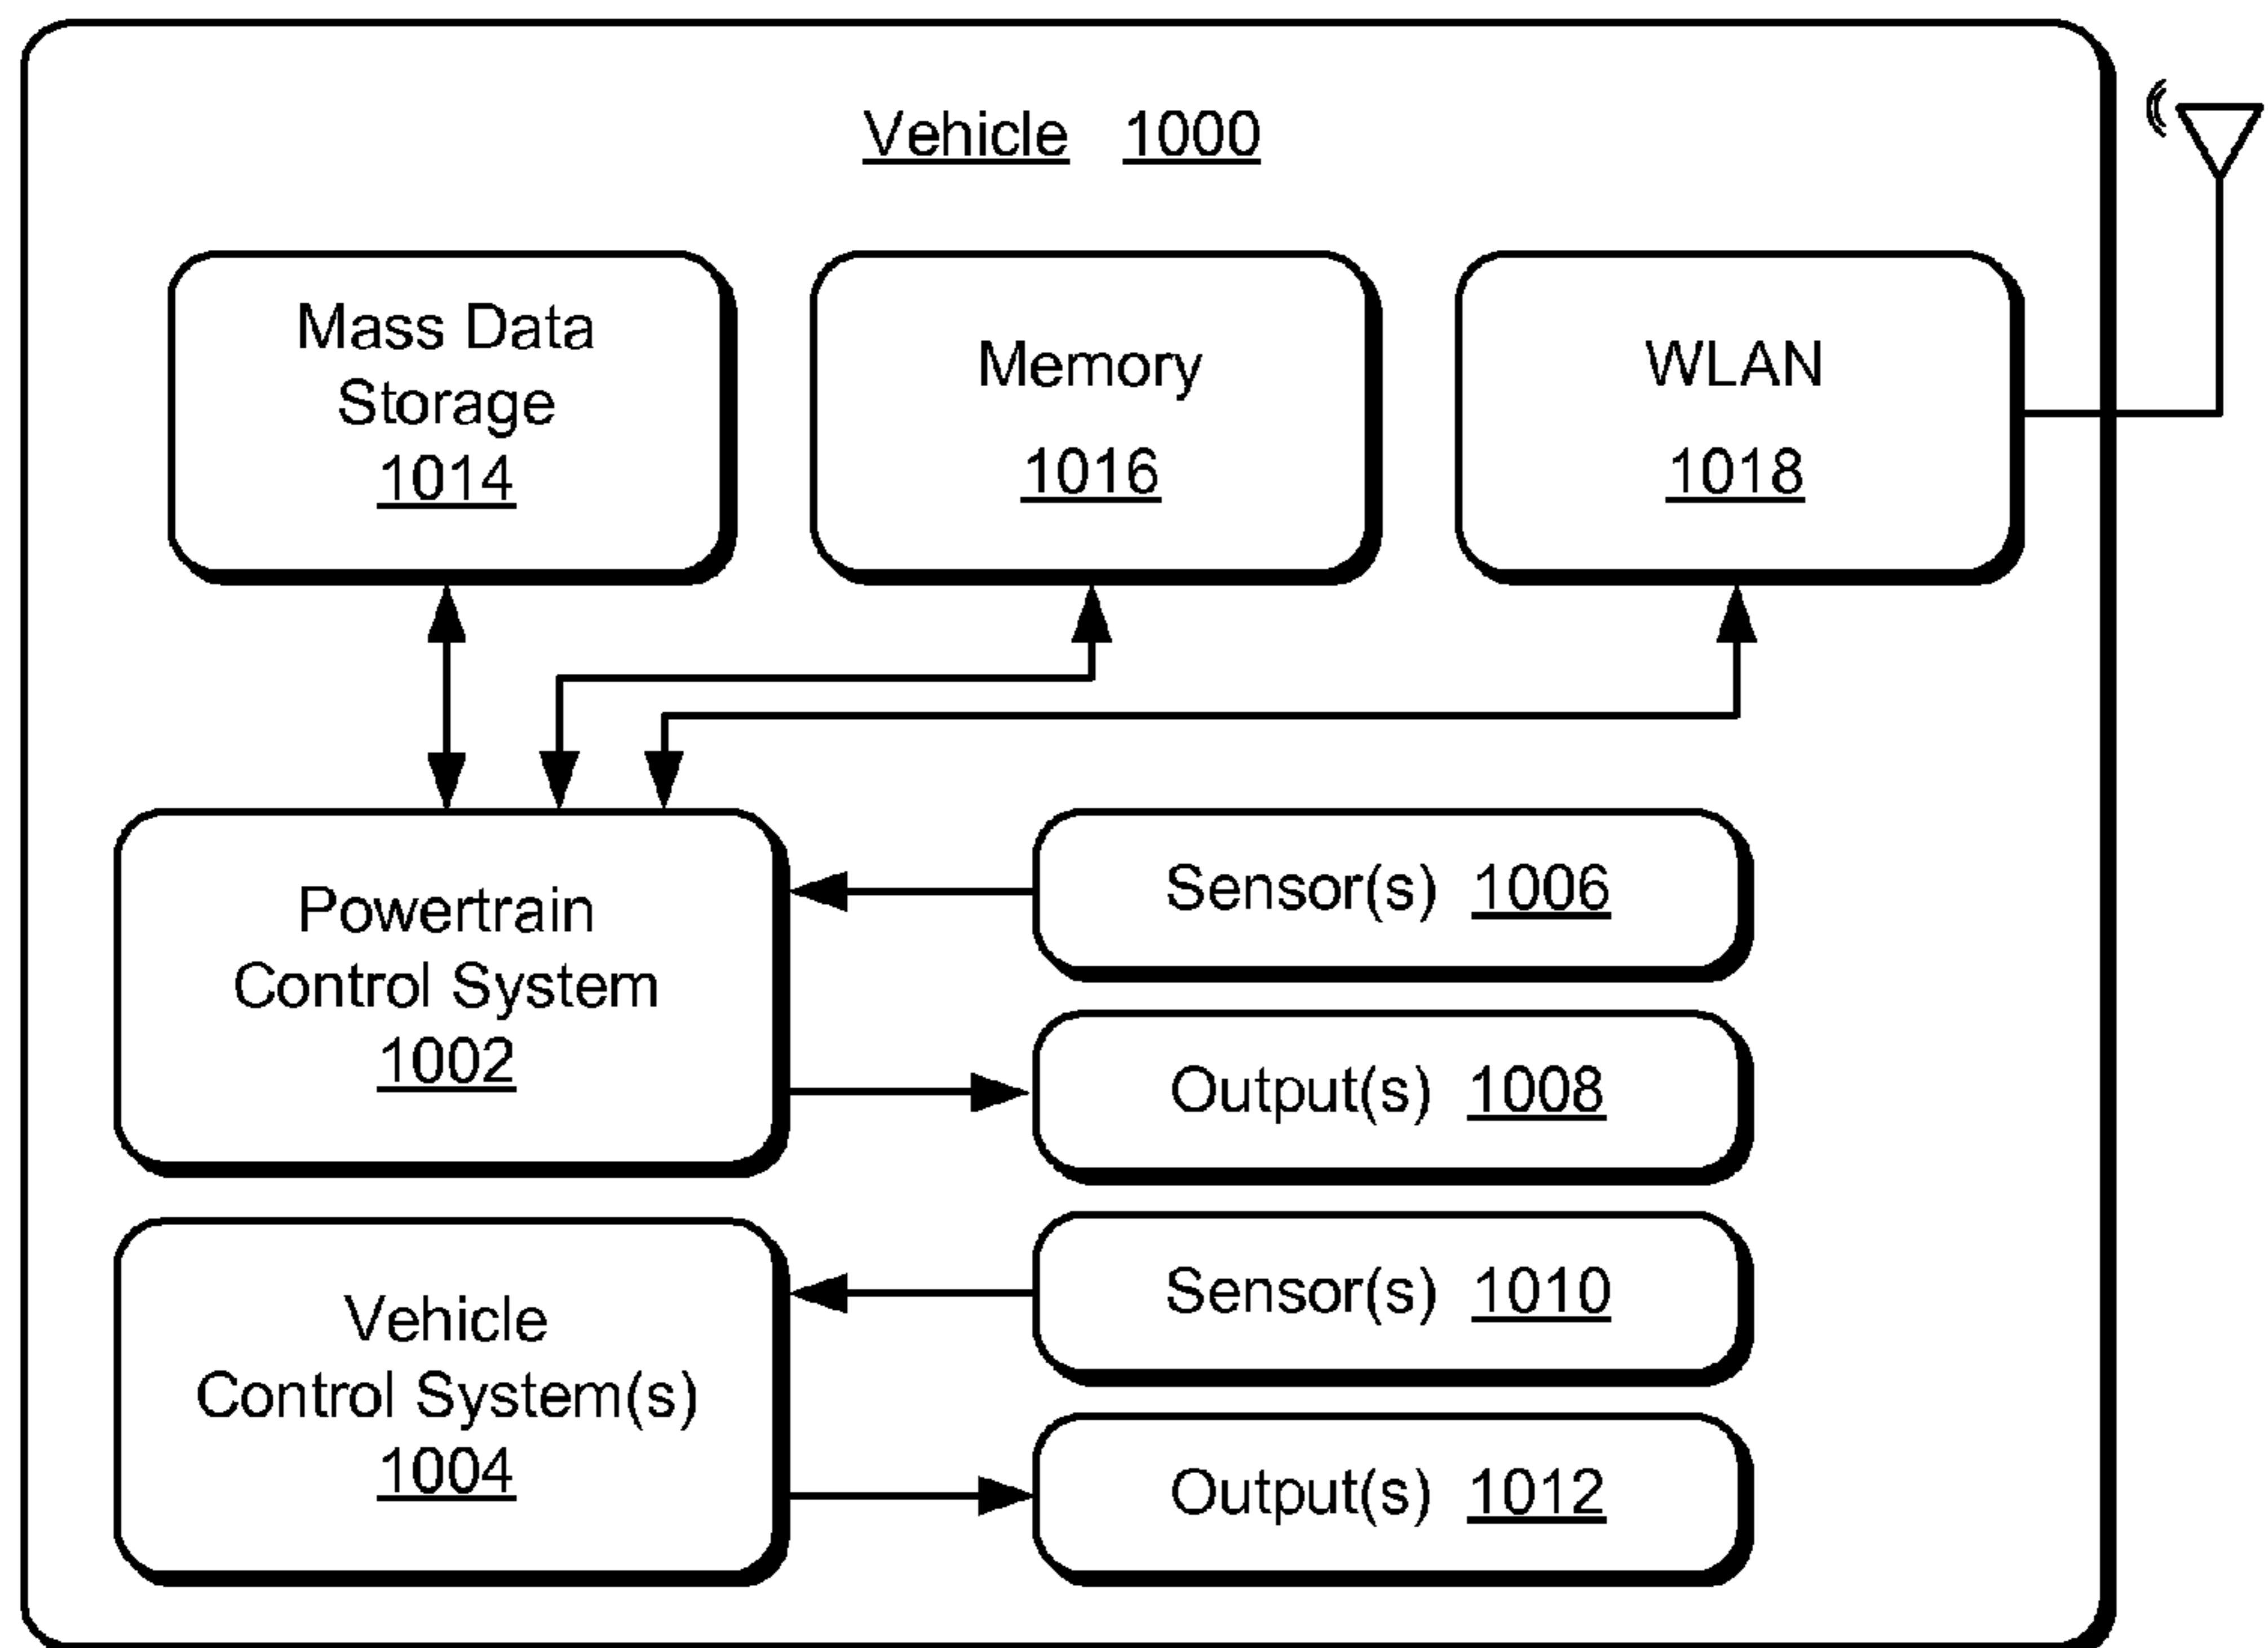 Vehicle 1000
Mass Data
Storage
1014
Memory
1016
WLAN
1018
Powertrain
Control System
1002
Sensor(s) 1006
Output(s) 1008
Vehicle
Control System(s)
1004
Sensor(s) 1010
Output(s) 1012